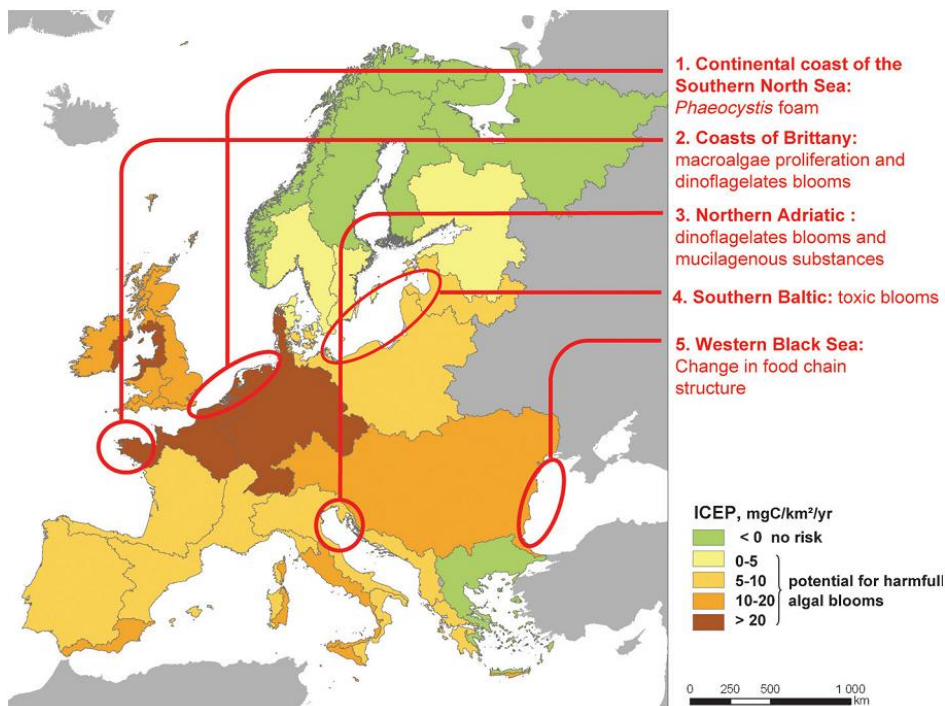 1. Continental coast of the
Southern North Sea:
Phaeocystis foam
2. Coasts of Brittany:
macroalgae proliferation and
dinoflagelates blooms
3. Northern Adriatic :
dinoflagelates blooms and
mucilagenous substances
4. Southern Baltic: toxic blooms
5. Western Black Sea:
Change in food chain
structure
ICEP, mgC/km²/yr
< 0 no risk
0-5
5-10
10-20
> 20
potential for harmfull
algal blooms
0 250 500 1 000
km